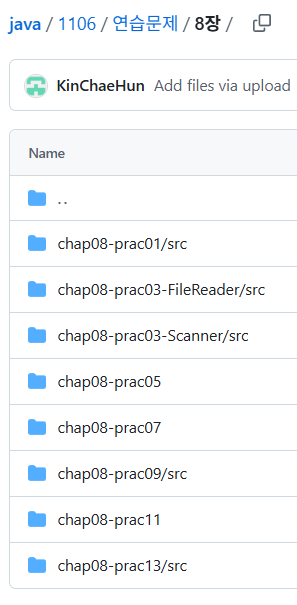 java / 1106 / 연습문제 / 8장 /
KinChaeHun Add files via upload
Name
..
chap08-prac01/src
chap08-prac03-FileReader/src
chap08-prac03-Scanner/src
chap08-prac05
chap08-prac07
chap08-prac09/src
chap08-prac11
chap08-prac13/src